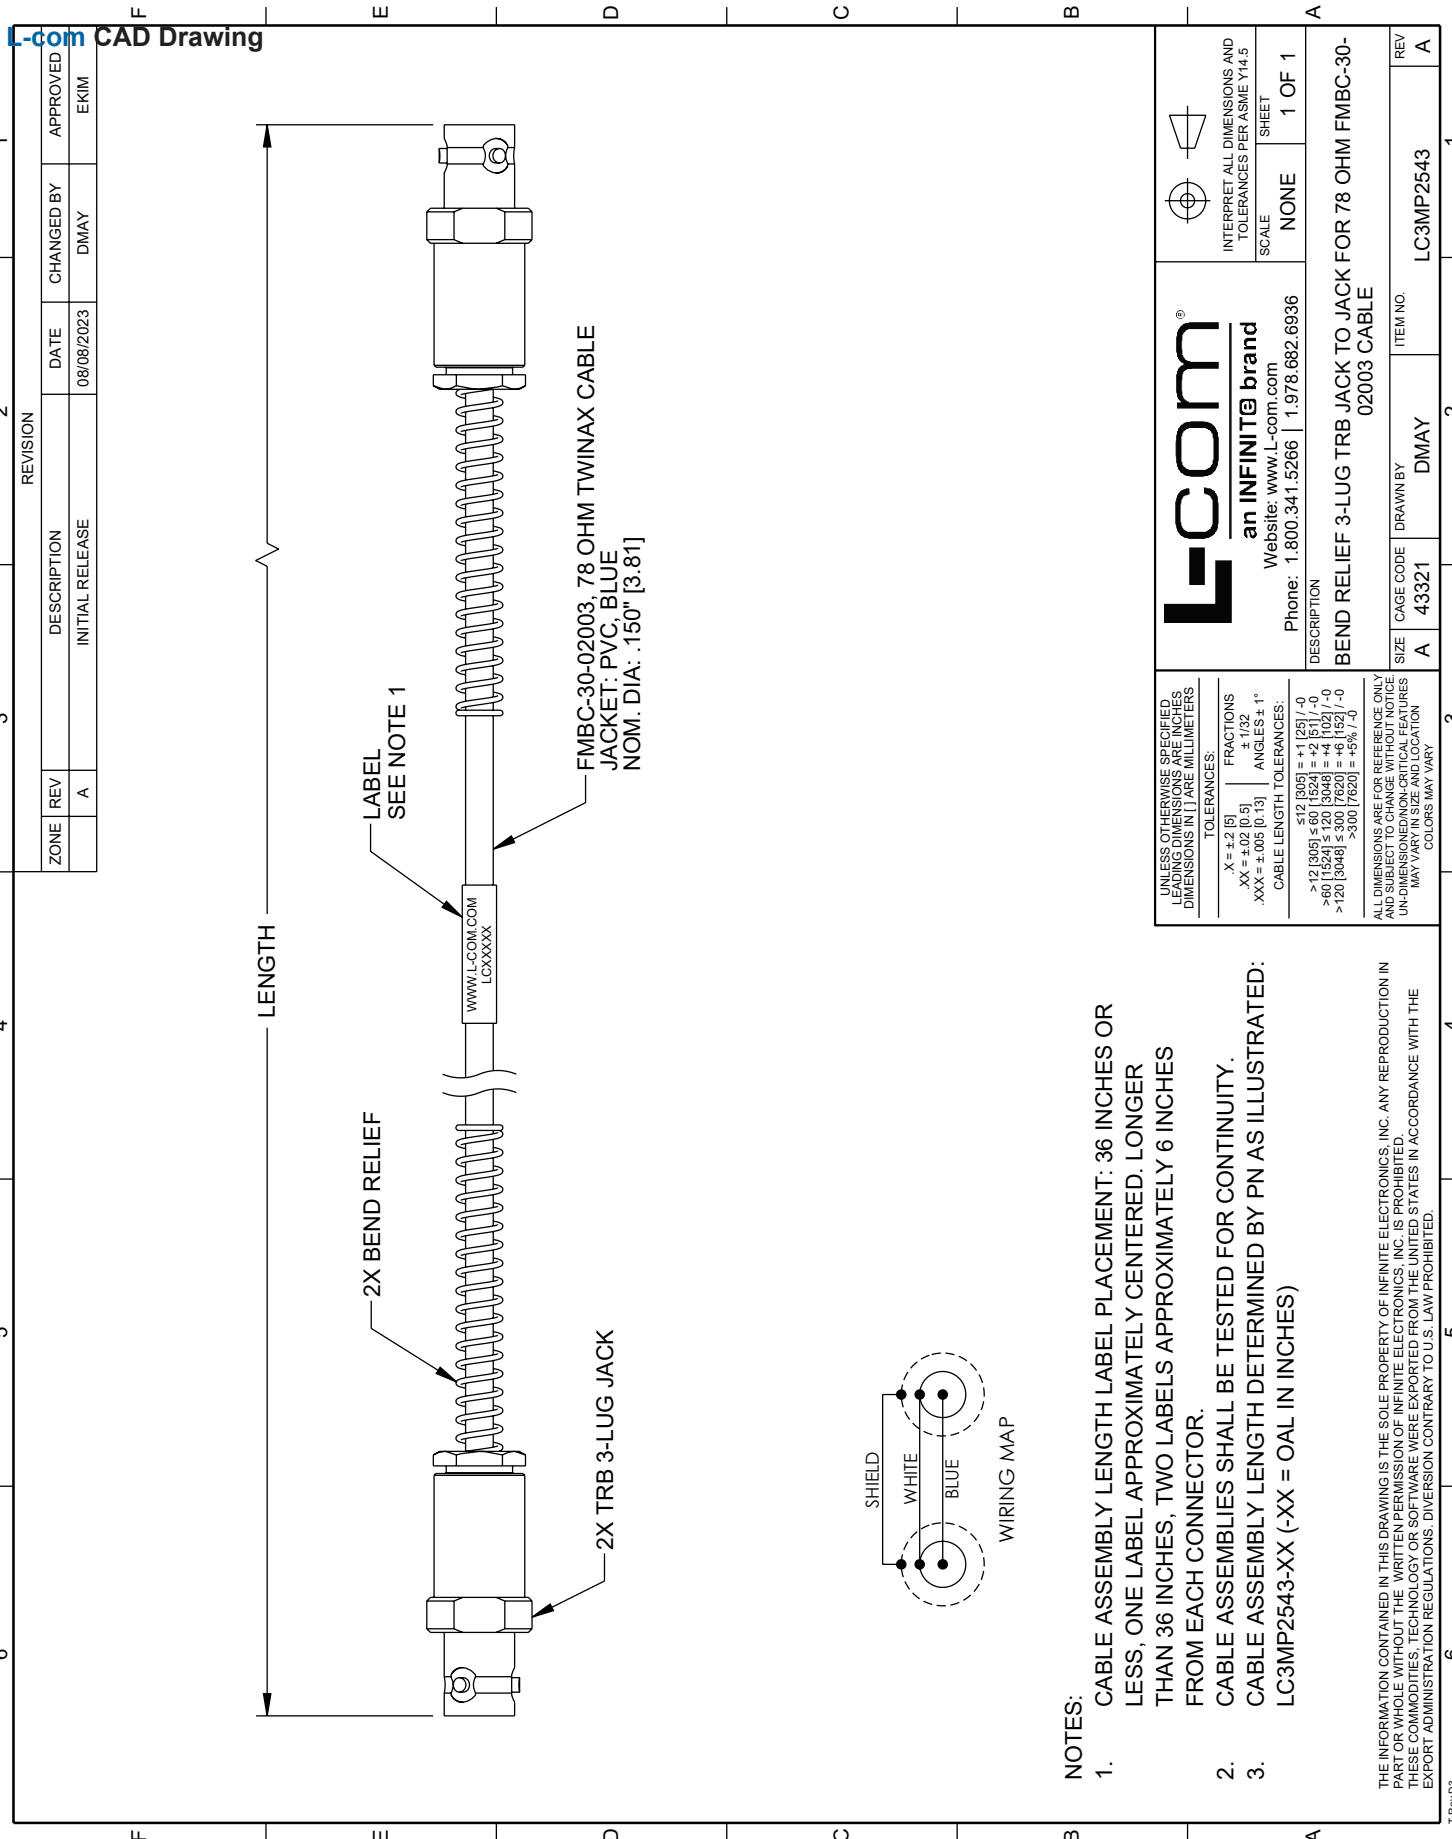 L-com CAD Drawing
REVISION
ZONE REV DESCRIPTION DATE CHANGED BY APPROVED
A INITIAL RELEASE 08/08/2023 DMAY EKIM
LENGTH
2X BEND RELIEF
LABEL
SEE NOTE 1
WWW.L-COM.COM
LCXXXXX
2X TRB 3-LUG JACK
FMBC-30-02003, 78 OHM TWINAX CABLE
JACKET: PVC, BLUE
NOM. DIA: .150" [3.81]
SHIELD
WHITE
BLUE
WIRING MAP
NOTES:
1. CABLE ASSEMBLY LENGTH LABEL PLACEMENT: 36 INCHES OR
LESS, ONE LABEL APPROXIMATELY CENTERED. LONGER
THAN 36 INCHES, TWO LABELS APPROXIMATELY 6 INCHES
FROM EACH CONNECTOR.
2. CABLE ASSEMBLIES SHALL BE TESTED FOR CONTINUITY.
3. CABLE ASSEMBLY LENGTH DETERMINED BY PN AS ILLUSTRATED:
LC3MP2543-XX (-XX = OAL IN INCHES)
THE INFORMATION CONTAINED IN THIS DRAWING IS THE SOLE PROPERTY OF INFINITE ELECTRONICS, INC. ANY REPRODUCTION IN
PART OR WHOLE WITHOUT THE WRITTEN PERMISSION OF INFINITE ELECTRONICS, INC. IS PROHIBITED.
THESE COMMODITIES, TECHNOLOGY OR SOFTWARE WERE EXPORTED FROM THE UNITED STATES IN ACCORDANCE WITH THE
EXPORT ADMINISTRATION REGULATIONS. DIVERSION CONTRARY TO U.S. LAW PROHIBITED.
UNLESS OTHERWISE SPECIFIED
LEADING DIMENSIONS ARE INCHES
DIMENSIONS IN [ ] ARE MILLIMETERS
TOLERANCES:
.X = ±.2 [5] FRACTIONS
.XX = ±.02 [0.5] ± 1/32
.XXX = ±.005 [0.13] ANGLES ± 1°
CABLE LENGTH TOLERANCES:
≤12 [305] = +1 [25] / -0
>12 [305] ≤ 60 [1524] = +2 [51] / -0
>60 [1524] ≤ 120 [3048] = +4 [102] / -0
>120 [3048] ≤ 300 [7620] = +6 [152] / -0
>300 [7620] = +5% / -0
ALL DIMENSIONS ARE FOR REFERENCE ONLY
AND SUBJECT TO CHANGE WITHOUT NOTICE.
UN-DIMENSIONED/NON-CRITICAL FEATURES
MAY VARY IN SIZE AND LOCATION
COLORS MAY VARY
L-com®
an INFINITe brand
Website: www.L-com.com
Phone: 1.800.341.5266 | 1.978.682.6936
INTERPRET ALL DIMENSIONS AND
TOLERANCES PER ASME Y14.5
SCALE NONE
SHEET 1 OF 1
DESCRIPTION
BEND RELIEF 3-LUG TRB JACK TO JACK FOR 78 OHM FMBC-30-
02003 CABLE
SIZE A
CAGE CODE 43321
DRAWN BY DMAY
ITEM NO. LC3MP2543
REV A
F E D C B A
F E D C B A
6 5 4 3 2 1
6 5 4 3 2 1